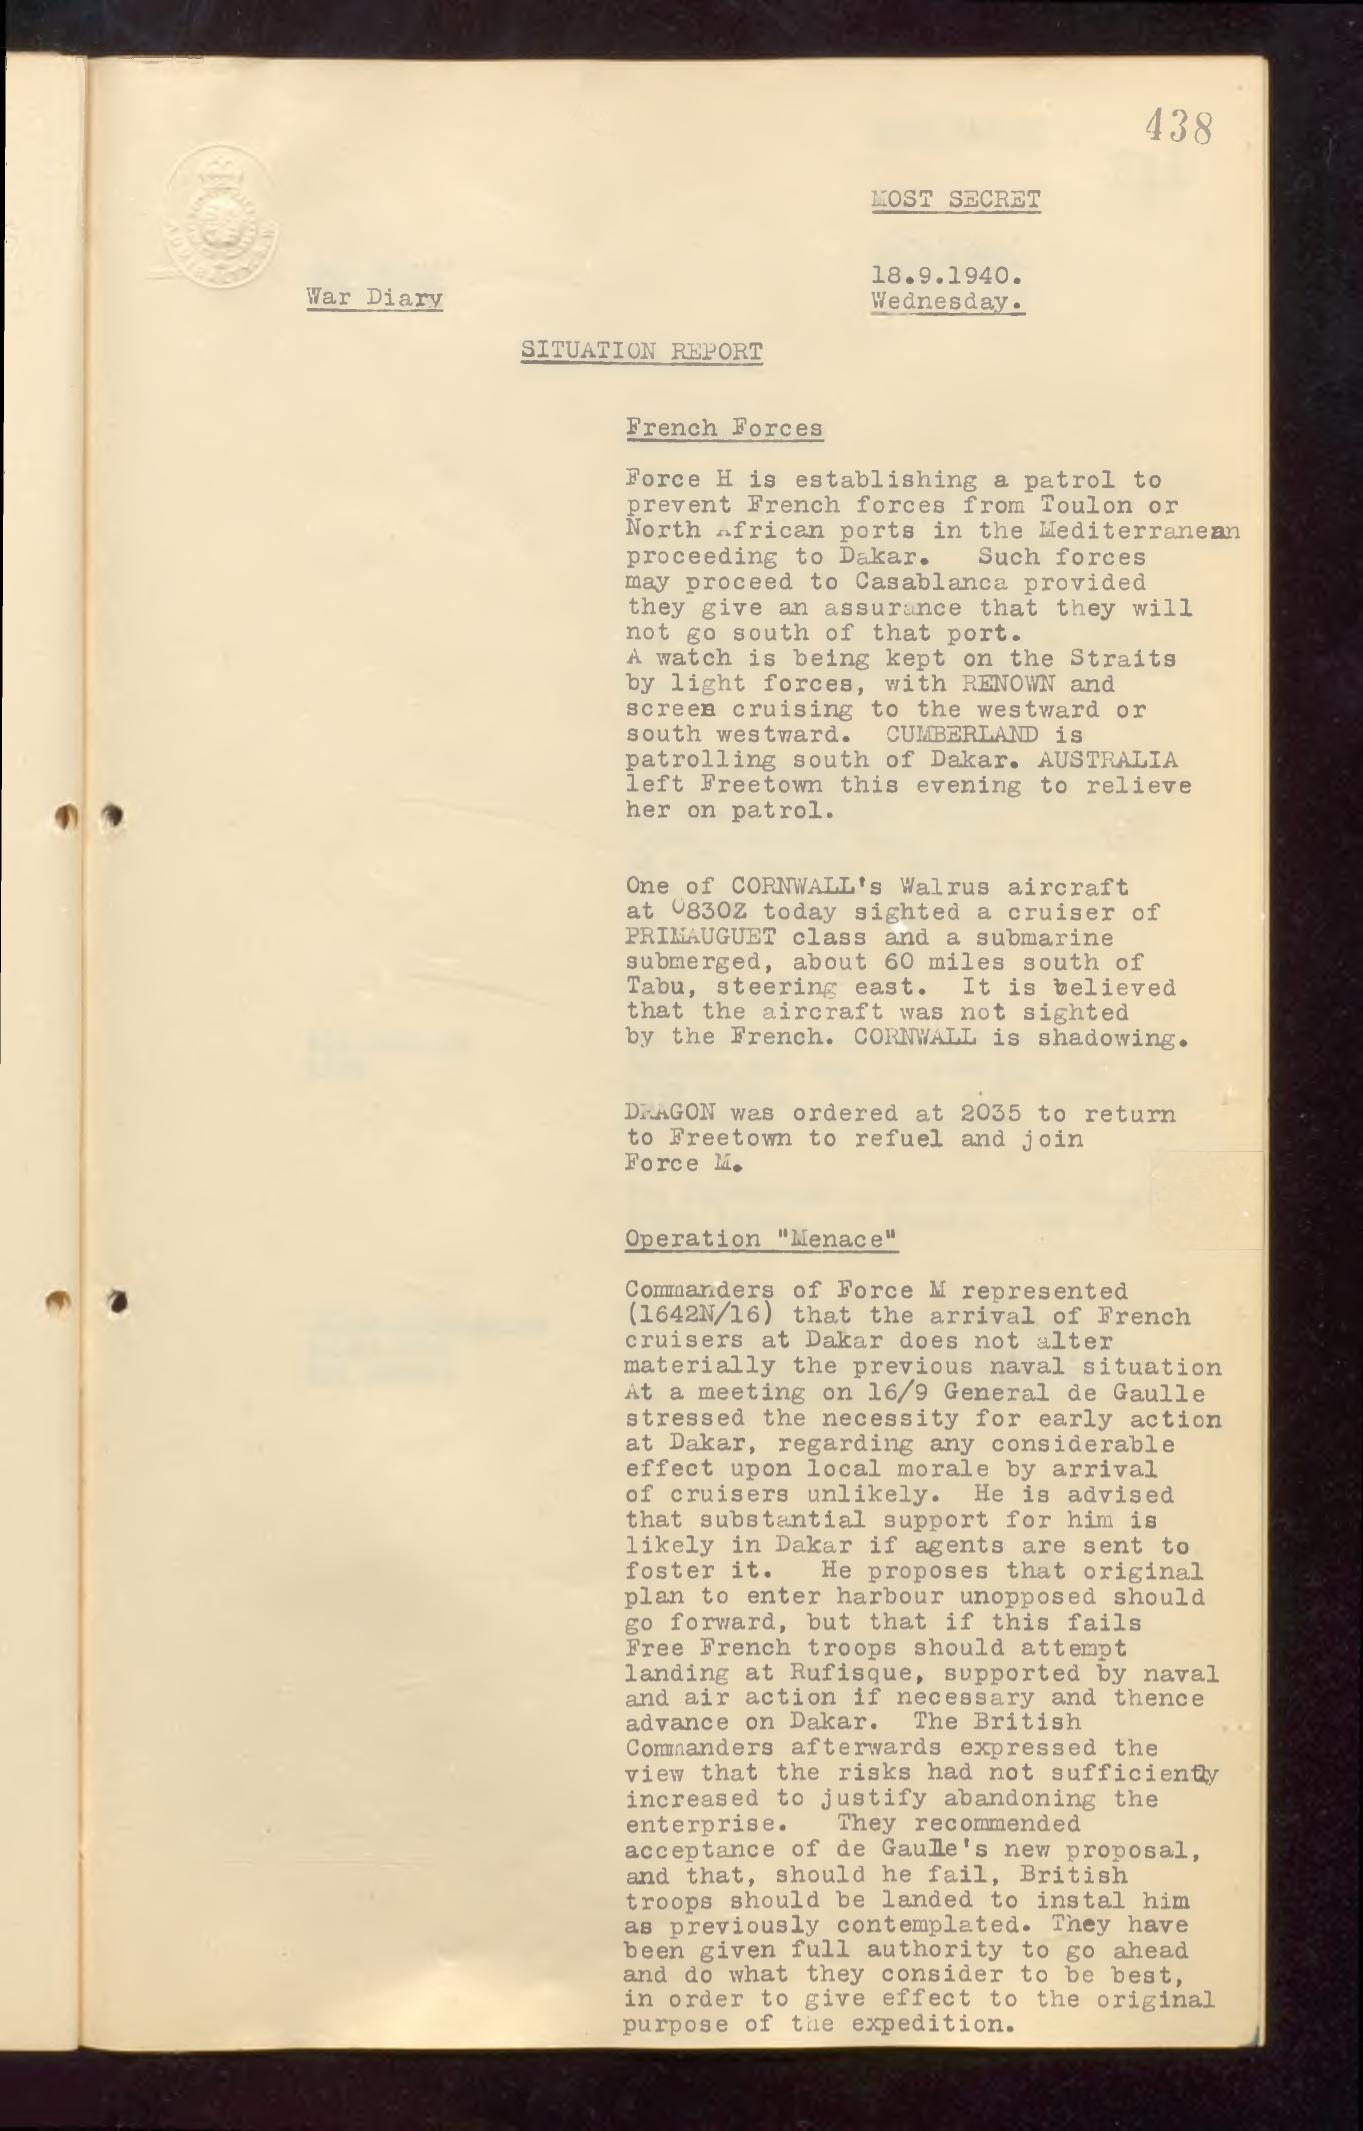 438
MOST SECRET
18.9.1940.
Wednesday.
War Diary
SITUATION REPORT
French Forces
Force H is establishing a patrol to
prevent French forces from Toulon or
North African ports in the Mediterranean
proceeding to Dakar.   Such forces
may proceed to Casablanca provided
they give an assurance that they will
not go south of that port.
A watch is being kept on the Straits
by light forces, with RENOWN and
screen cruising to the westward or
south westward.  CUMBERLAND is
patrolling south of Dakar. AUSTRALIA
left Freetown this evening to relieve
her on patrol.
One of CORNWALL's Walrus aircraft
at 0830Z today sighted a cruiser of
PRIMAUGUET class and a submarine
submerged, about 60 miles south of
Tabu, steering east.  It is believed
that the aircraft was not sighted
by the French. CORNWALL is shadowing.
DRAGON was ordered at 2035 to return
to Freetown to refuel and join
Force M.
Operation "Menace"
Commanders of Force M represented
(1642N/16) that the arrival of French
cruisers at Dakar does not alter
materially the previous naval situation
At a meeting on 16/9 General de Gaulle
stressed the necessity for early action
at Dakar, regarding any considerable
effect upon local morale by arrival
of cruisers unlikely.  He is advised
that substantial support for him is
likely in Dakar if agents are sent to
foster it.   He proposes that original
plan to enter harbour unopposed should
go forward, but that if this fails
Free French troops should attempt
landing at Rufisque, supported by naval
and air action if necessary and thence
advance on Dakar.  The British
Commanders afterwards expressed the
view that the risks had not sufficiently
increased to justify abandoning the
enterprise.   They recommended
acceptance of de Gaulle's new proposal,
and that, should he fail, British
troops should be landed to instal him
as previously contemplated. They have
been given full authority to go ahead
and do what they consider to be best,
in order to give effect to the original
purpose of the expedition.